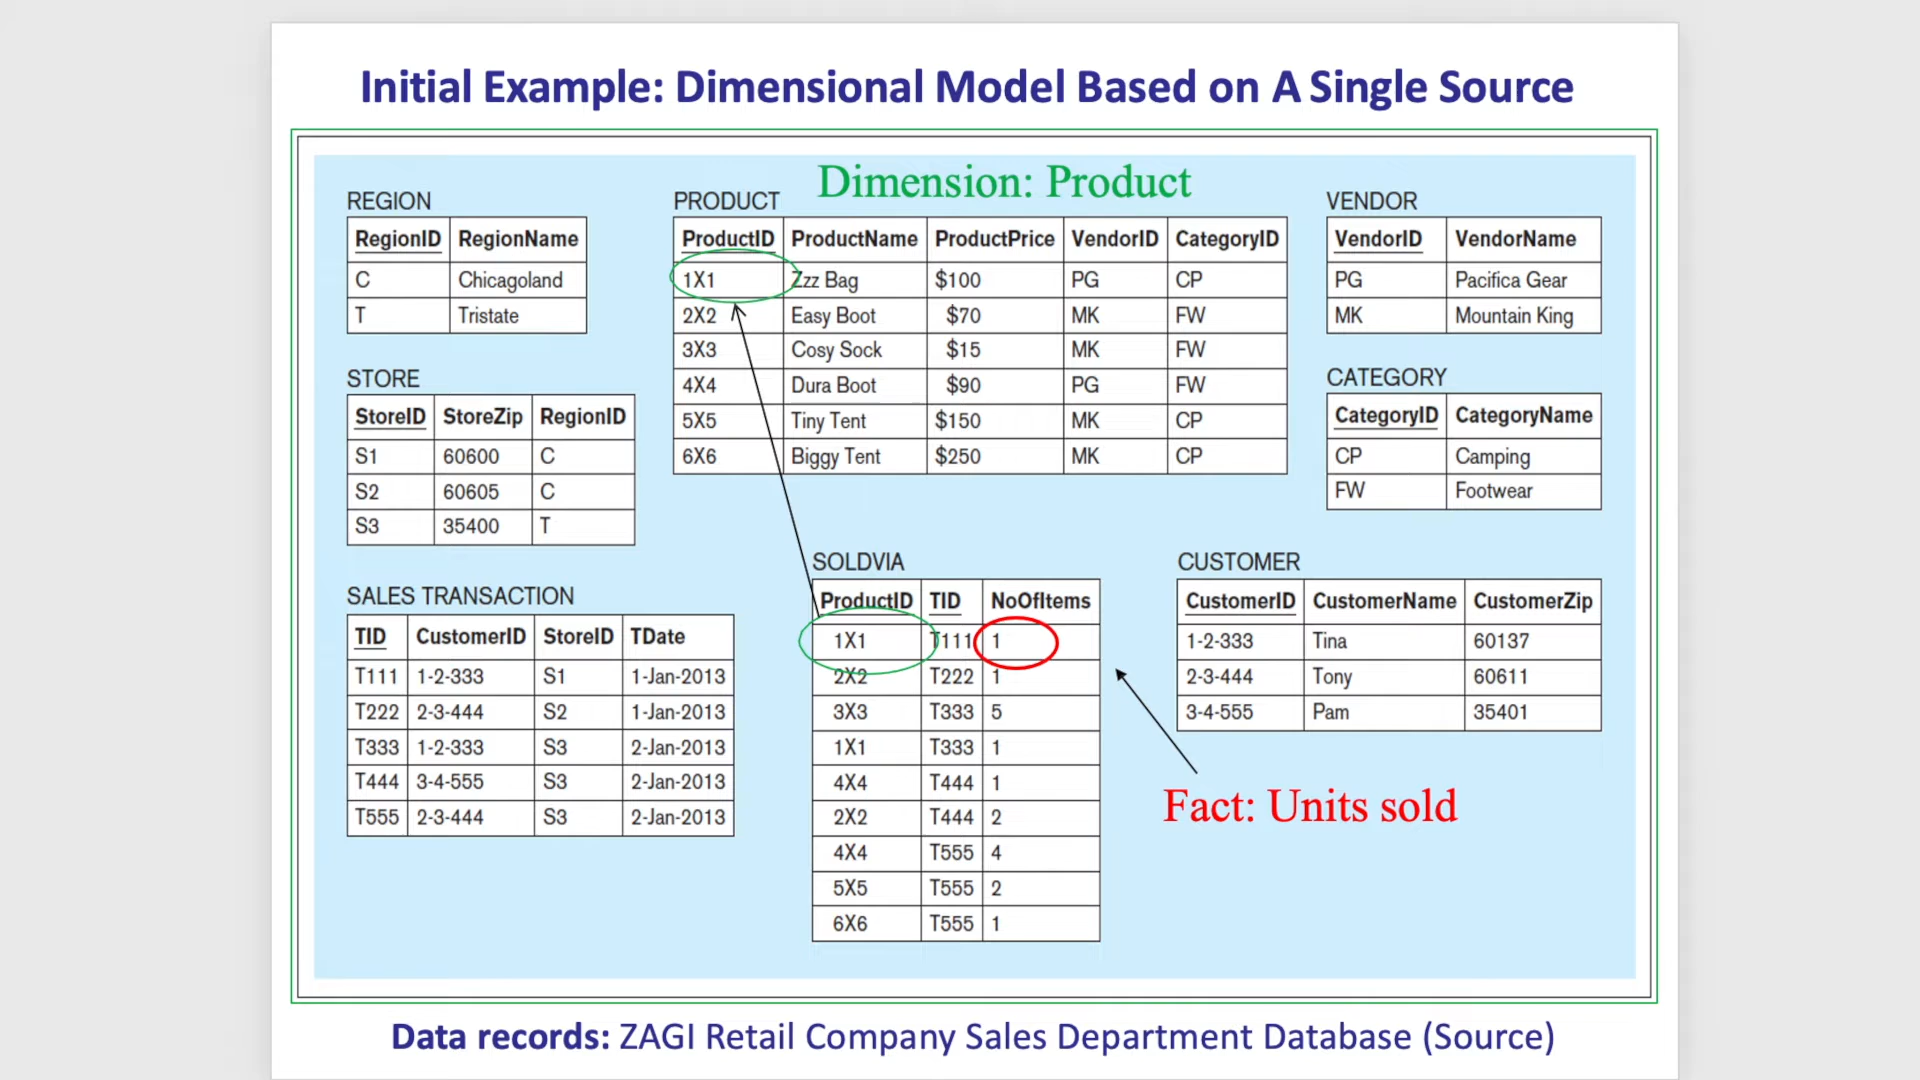 Initial Example: Dimensional Model Based on A Single Source
Dimension: Product
REGION
RegionID RegionName
C Chicagoland
T Tristate
PRODUCT
ProductID ProductName ProductPrice VendorID CategoryID
1X1 Zzz Bag $100 PG CP
2X2 Easy Boot $70 MK FW
3X3 Cosy Sock $15 MK FW
4X4 Dura Boot $90 PG FW
5X5 Tiny Tent $150 MK CP
6X6 Biggy Tent $250 MK CP
VENDOR
VendorID VendorName
PG Pacifica Gear
MK Mountain King
STORE
StoreID StoreZip RegionID
S1 60600 C
S2 60605 C
S3 35400 T
CATEGORY
CategoryID CategoryName
CP Camping
FW Footwear
SALES TRANSACTION
TID CustomerID StoreID TDate
T111 1-2-333 S1 1-Jan-2013
T222 2-3-444 S2 1-Jan-2013
T333 1-2-333 S3 2-Jan-2013
T444 3-4-555 S3 2-Jan-2013
T555 2-3-444 S3 2-Jan-2013
SOLDVIA
ProductID TID NoOfItems
1X1 T111 1
2X2 T222 1
3X3 T333 5
1X1 T333 1
4X4 T444 1
2X2 T444 2
4X4 T555 4
5X5 T555 2
6X6 T555 1
CUSTOMER
CustomerID CustomerName CustomerZip
1-2-333 Tina 60137
2-3-444 Tony 60611
3-4-555 Pam 35401
Fact: Units sold
Data records: ZAGI Retail Company Sales Department Database (Source)